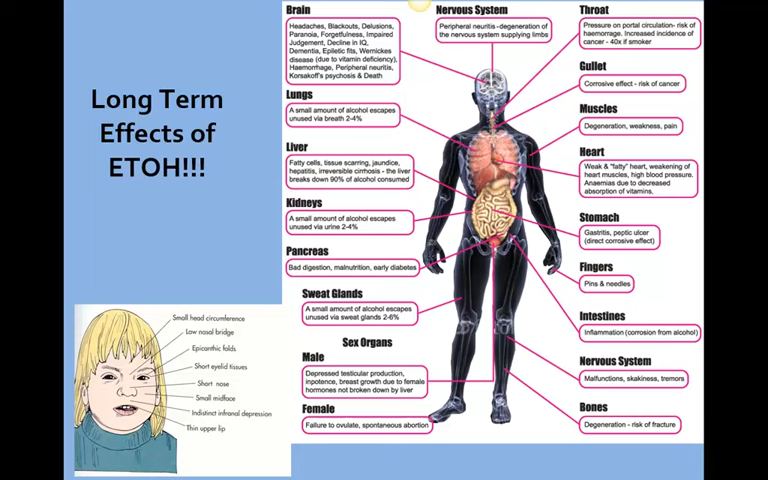 Long Term
Effects of
ETOH!!!
Brain
Headaches, Blackouts, Delusions,
Paranoia, Forgetfulness, Impaired
Judgement, Decline in IQ,
Dementia, Epiletic fits, Wernickes
disease (due to vitamin deficiency),
Haemorrhage, Peripheral neuritis,
Korsakoff's psychosis & Death
Lungs
A small amount of alcohol escapes
unused via breath 2-4%
Liver
Fatty cells, tissue scarring, jaundice,
hepatitis, irreversible cirrhosis - the liver
breaks down 90% of alcohol consumed
Kidneys
A small amount of alcohol escapes
unused via urine 2-4%
Pancreas
Bad digestion, malnutrition, early diabetes
Sweat Glands
A small amount of alcohol escapes
unused via sweat glands 2-6%
Sex Organs
Male
Depressed testicular production,
inpotence, breast growth due to female
hormones not broken down by liver
Female
Failure to ovulate, spontaneous abortion
Nervous System
Peripheral neuritis -degeneration of
the nervous system supplying limbs
Throat
Pressure on portal circulation- risk of
haemorrage. Increased incidence of
cancer - 40x if smoker
Gullet
Corrosive effect - risk of cancer
Muscles
Degeneration, weakness, pain
Heart
Weak & "fatty" heart, weakening of
heart muscles, high blood pressure.
Anaemias due to decreased
absorption of vitamins.
Stomach
Gastritis, peptic ulcer
(direct corrosive effect)
Fingers
Pins & needles
Intestines
Inflammation (corrosion from alcohol)
Nervous System
Malfunctions, skakiness, tremors
Bones
Degeneration - risk of fracture
Small head circumference
Low nasal bridge
Epicanthic folds
Short eyelid tissues
Short nose
Small midface
Indistinct infranal depression
Thin upper lip